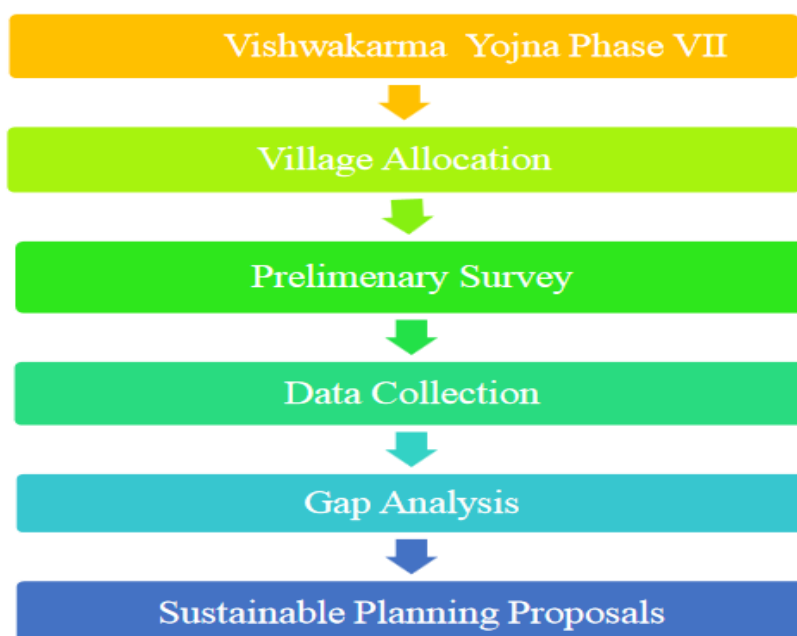 Vishwakarma Yojna Phase VII
Village Allocation
Prelimenary Survey
Data Collection
Gap Analysis
Sustainable Planning Proposals